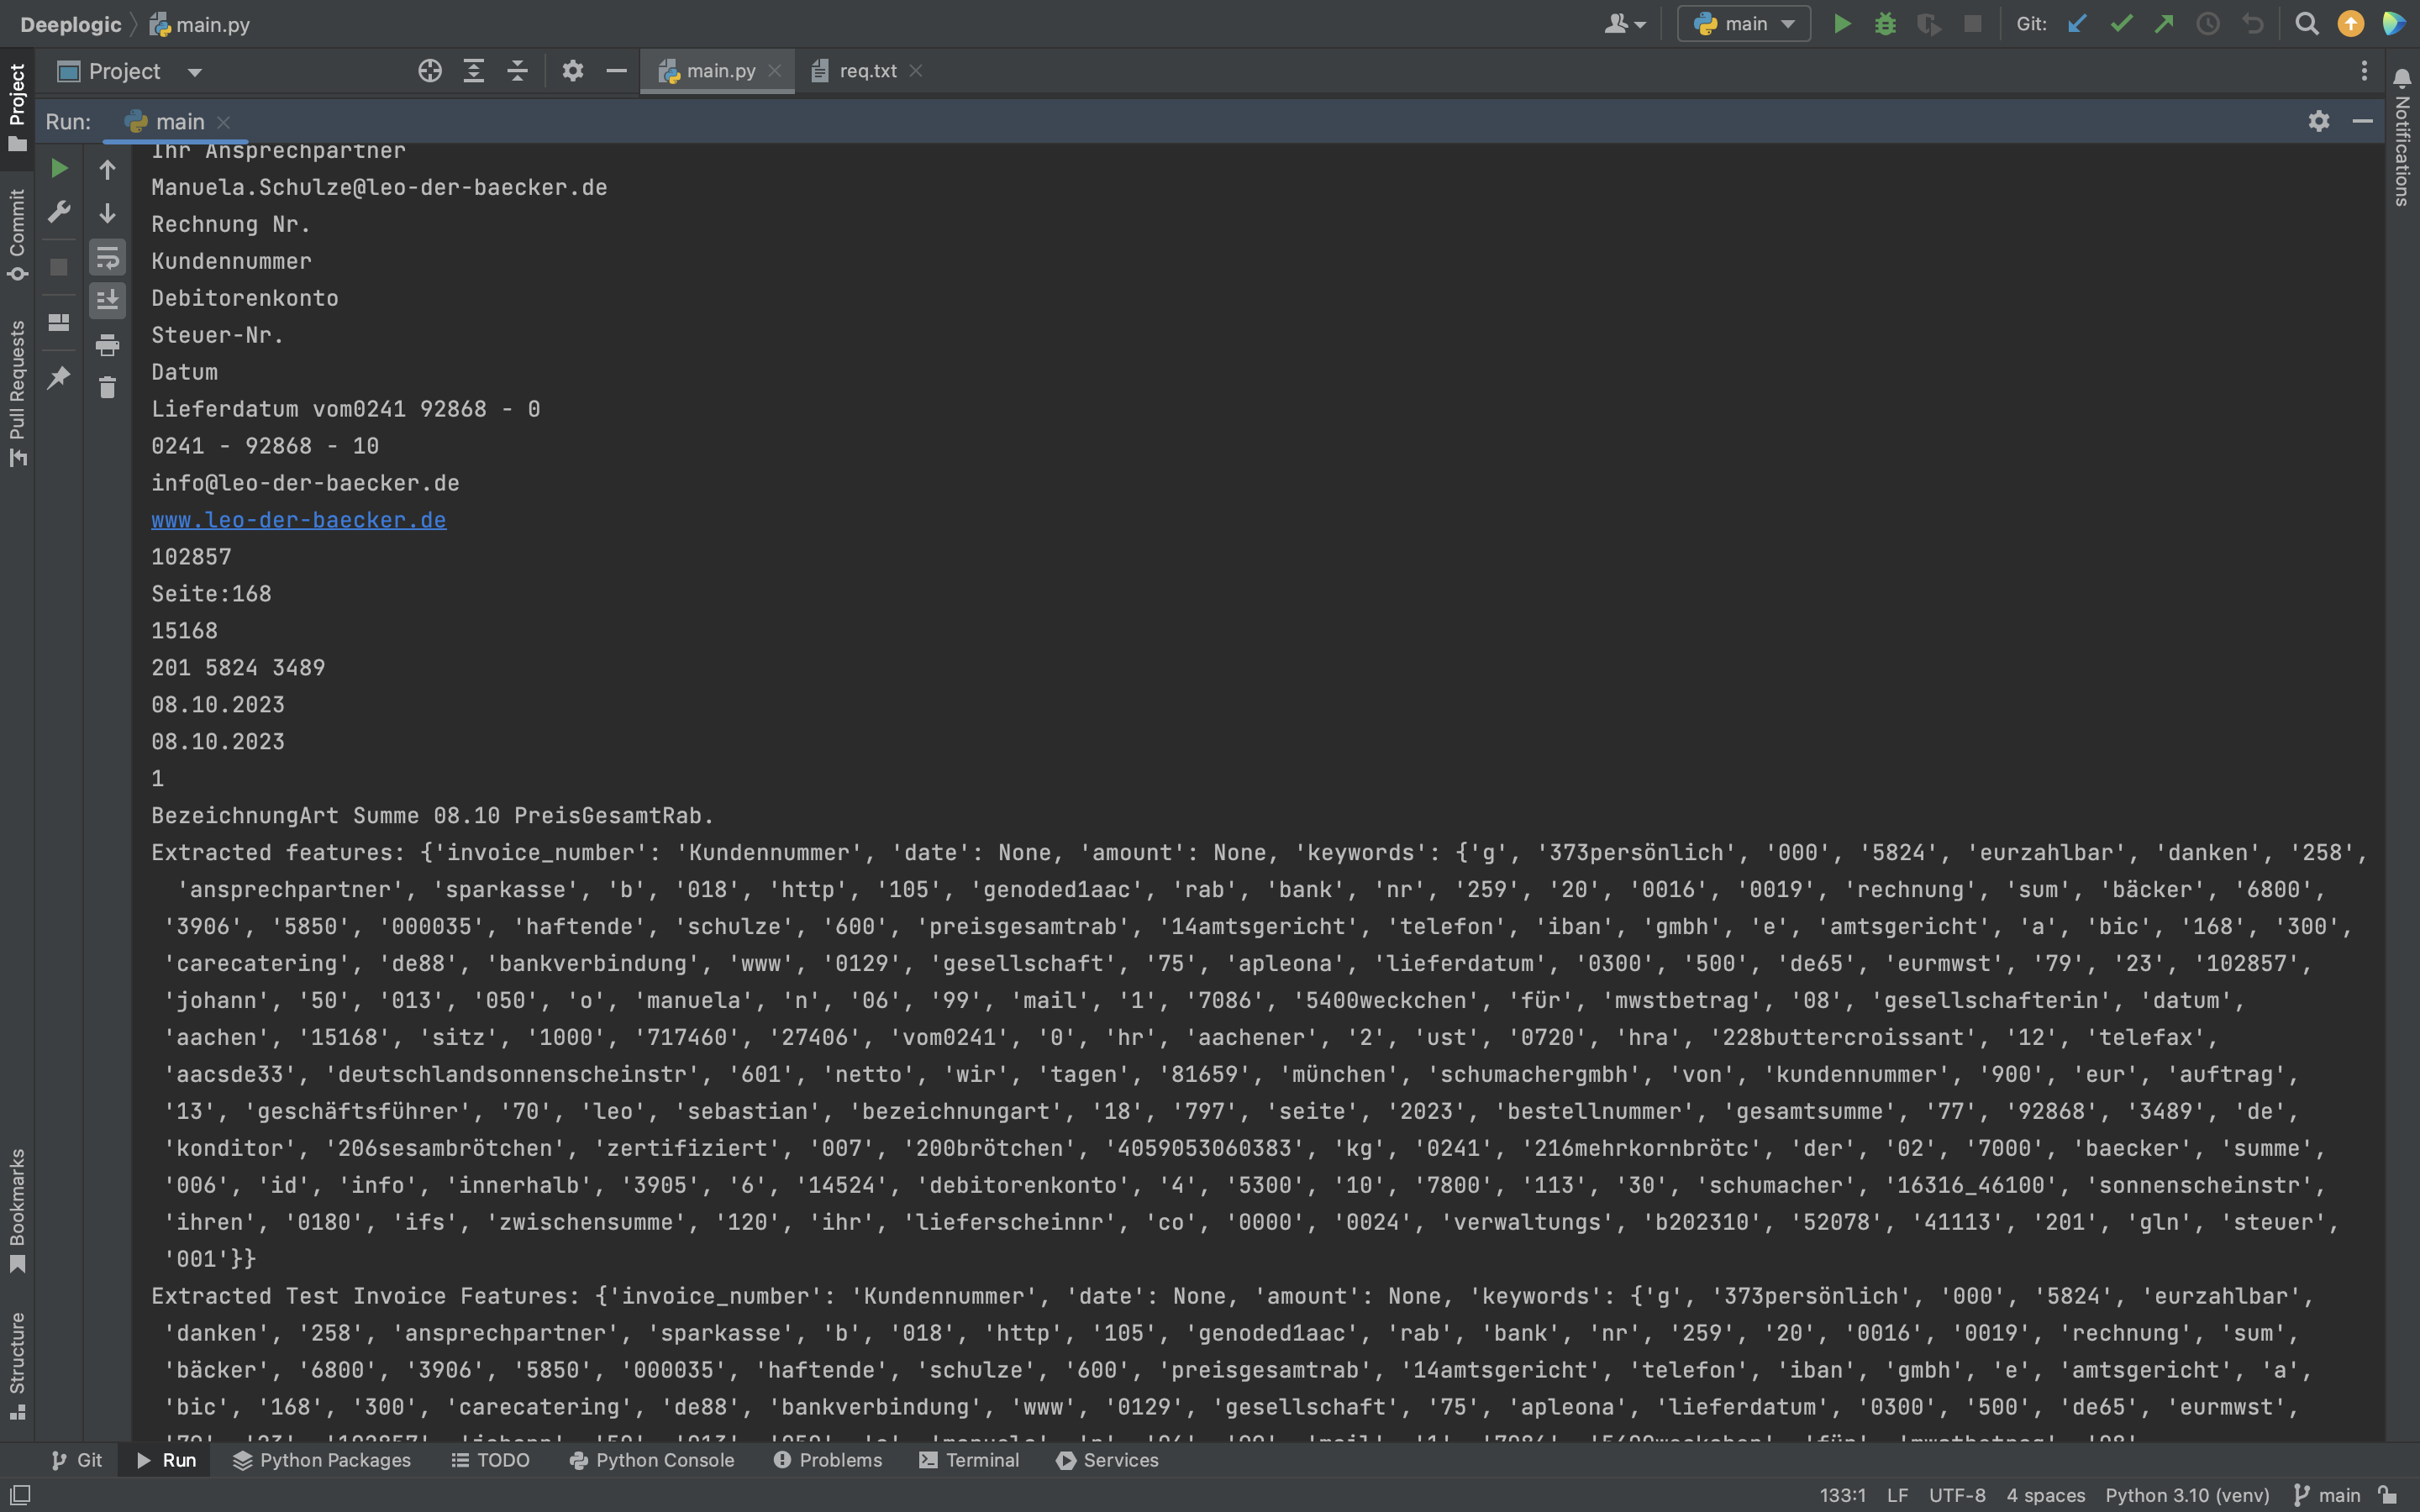 Deeplogic main.py
main Git:
Project
main.py req.txt
Run: main
Project
Commit
Pull Requests
Bookmarks
Structure
Notifications
Ihr Ansprechpartner
Manuela.Schulze@leo-der-baecker.de
Rechnung Nr.
Kundennummer
Debitorenkonto
Steuer-Nr.
Datum
Lieferdatum vom0241 92868 - 0
0241 - 92868 - 10
info@leo-der-baecker.de
www.leo-der-baecker.de
102857
Seite:168
15168
201 5824 3489
08.10.2023
08.10.2023
1
BezeichnungArt Summe 08.10 PreisGesamtRab.
Extracted features: {'invoice_number': 'Kundennummer', 'date': None, 'amount': None, 'keywords': {'g', '373persönlich', '000', '5824', 'eurzahlbar', 'danken', '258',
'ansprechpartner', 'sparkasse', 'b', '018', 'http', '105', 'genoded1aac', 'rab', 'bank', 'nr', '259', '20', '0016', '0019', 'rechnung', 'sum', 'bäcker', '6800',
'3906', '5850', '000035', 'haftende', 'schulze', '600', 'preisgesamtrab', '14amtsgericht', 'telefon', 'iban', 'gmbh', 'e', 'amtsgericht', 'a', 'bic', '168', '300',
'carecatering', 'de88', 'bankverbindung', 'www', '0129', 'gesellschaft', '75', 'apleona', 'lieferdatum', '0300', '500', 'de65', 'eurmwst', '79', '23', '102857',
'johann', '50', '013', '050', 'o', 'manuela', 'n', '06', '99', 'mail', '1', '7086', '5400weckchen', 'für', 'mwstbetrag', '08', 'gesellschafterin', 'datum',
'aachen', '15168', 'sitz', '1000', '717460', '27406', 'vom0241', '0', 'hr', 'aachener', '2', 'ust', '0720', 'hra', '228buttercroissant', '12', 'telefax',
'aacsde33', 'deutschlandsonnenscheinstr', '601', 'netto', 'wir', 'tagen', '81659', 'münchen', 'schumachergmbh', 'von', 'kundennummer', '900', 'eur', 'auftrag',
'13', 'geschäftsführer', '70', 'leo', 'sebastian', 'bezeichnungart', '18', '797', 'seite', '2023', 'bestellnummer', 'gesamtsumme', '77', '92868', '3489', 'de',
'konditor', '206sesambrötchen', 'zertifiziert', '007', '200brötchen', '4059053060383', 'kg', '0241', '216mehrkornbrötc', 'der', '02', '7000', 'baecker', 'summe',
'006', 'id', 'info', 'innerhalb', '3905', '6', '14524', 'debitorenkonto', '4', '5300', '10', '7800', '113', '30', 'schumacher', '16316_46100', 'sonnenscheinstr',
'ihren', '0180', 'ifs', 'zwischensumme', '120', 'ihr', 'lieferscheinnr', 'co', '0000', '0024', 'verwaltungs', 'b202310', '52078', '41113', '201', 'gln', 'steuer',
'001'}}
Extracted Test Invoice Features: {'invoice_number': 'Kundennummer', 'date': None, 'amount': None, 'keywords': {'g', '373persönlich', '000', '5824', 'eurzahlbar',
'danken', '258', 'ansprechpartner', 'sparkasse', 'b', '018', 'http', '105', 'genoded1aac', 'rab', 'bank', 'nr', '259', '20', '0016', '0019', 'rechnung', 'sum',
'bäcker', '6800', '3906', '5850', '000035', 'haftende', 'schulze', '600', 'preisgesamtrab', '14amtsgericht', 'telefon', 'iban', 'gmbh', 'e', 'amtsgericht', 'a',
'bic', '168', '300', 'carecatering', 'de88', 'bankverbindung', 'www', '0129', 'gesellschaft', '75', 'apleona', 'lieferdatum', '0300', '500', 'de65', 'eurmwst',
'79', '23', '102857', 'johann', '50', '013', '050', 'o', 'manuela', 'n', '06', '99', 'mail', '1', '7086', '5400weckchen', 'für', 'mwstbetrag', '08',
Git Run Python Packages TODO Python Console Problems Terminal Services
133:1 LF UTF-8 4 spaces Python 3.10 (venv) main